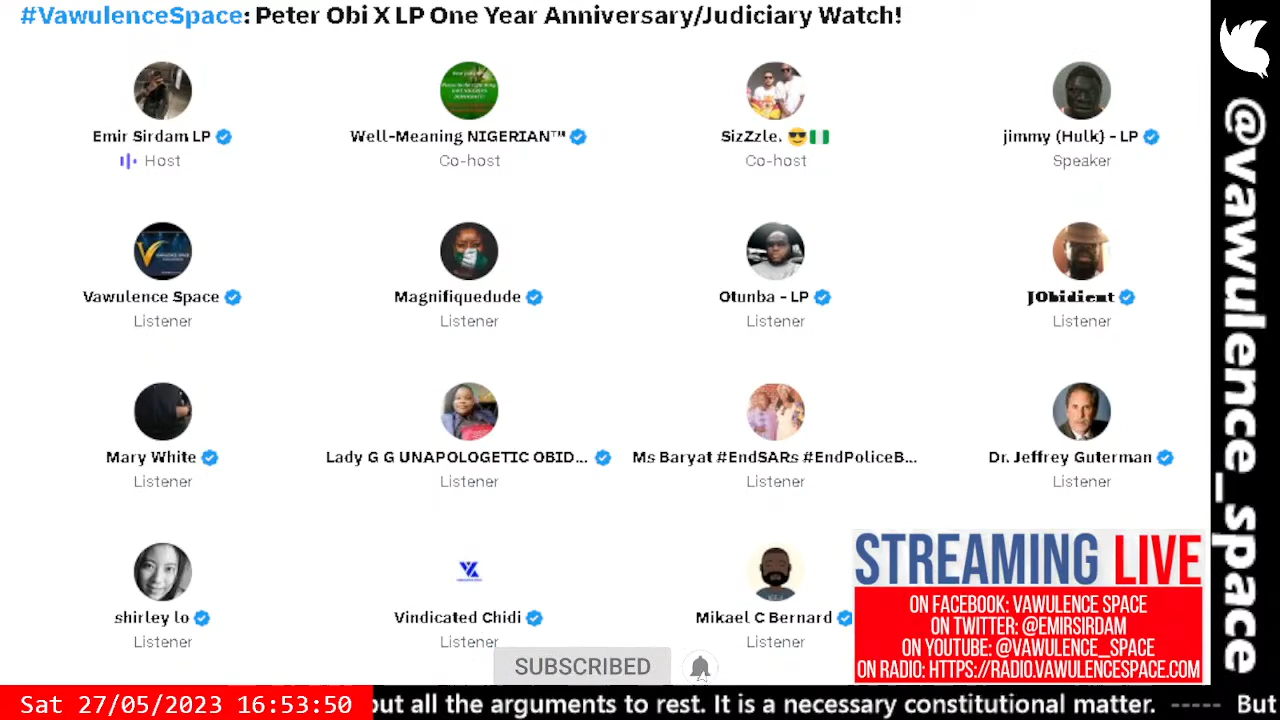 #VawulenceSpace: Peter Obi X LP One Year Anniversary/Judiciary Watch!
Emir Sirdam LP
Host
Well-Meaning NIGERIAN™
Co-host
SizZzle. 😎🇳🇬
Co-host
jimmy (Hulk) - LP
Speaker
Vawulence Space
Listener
Magnifiquedude
Listener
Otunba - LP
Listener
JObidient
Listener
Mary White
Listener
Lady G G UNAPOLOGETIC OBID...
Listener
Ms Baryat #EndSARs #EndPoliceB...
Listener
Dr. Jeffrey Guterman
Listener
shirley lo
Listener
Vindicated Chidi
Listener
Mikael C Bernard
Listener
STREAMING LIVE
ON FACEBOOK: VAWULENCE SPACE
ON TWITTER: @EMIRSIRDAM
ON YOUTUBE: @VAWULENCE_SPACE
ON RADIO: HTTPS://RADIO.VAWULENCESPACE.COM
SUBSCRIBED
@vawulence_space
Sat 27/05/2023 16:53:50
out all the arguments to rest. It is a necessary constitutional matter. ----- But